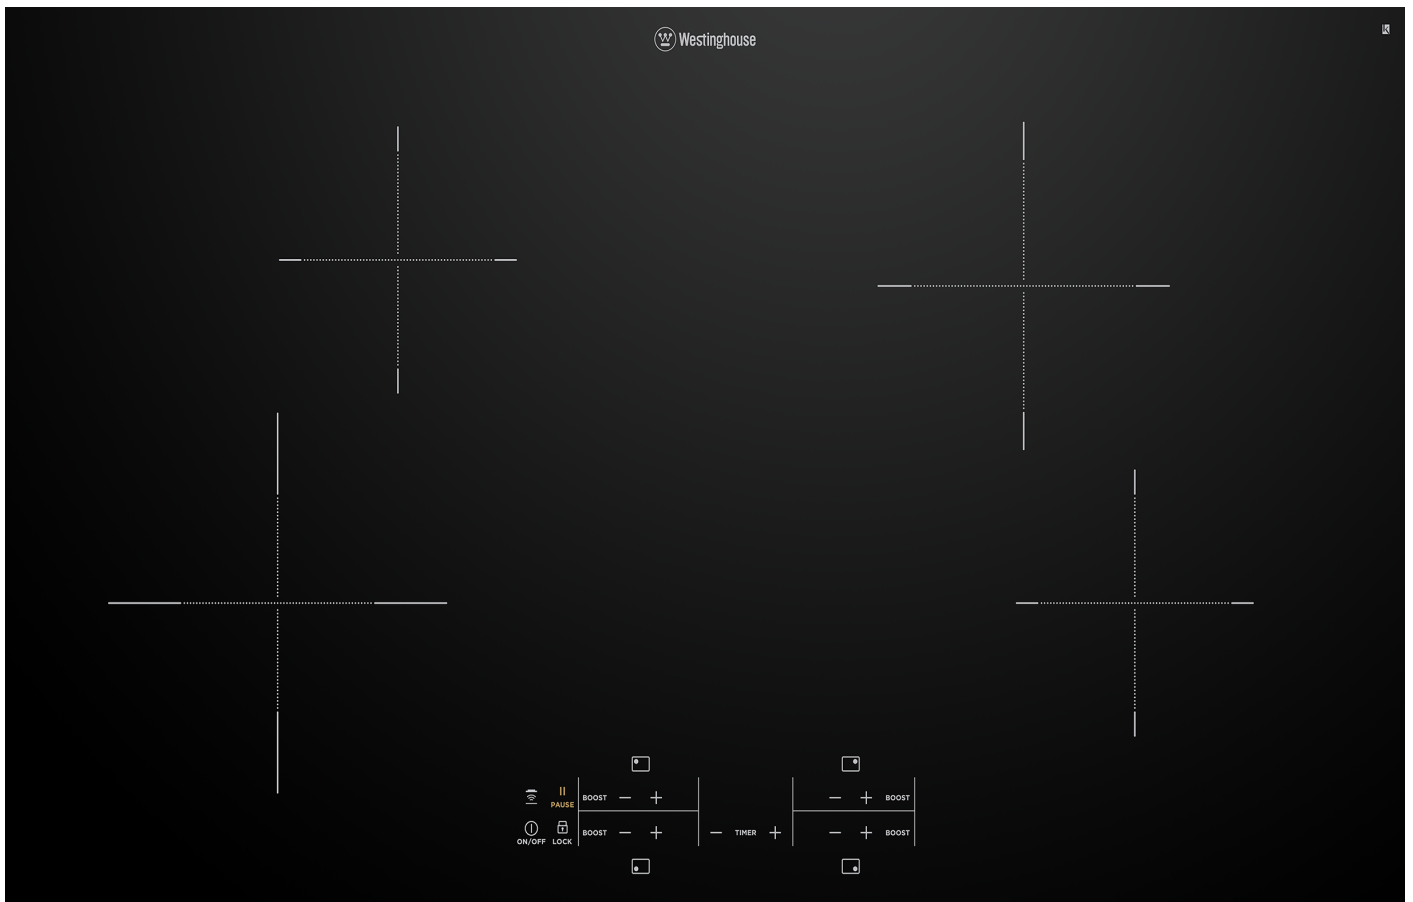 Westinghouse
k
BOOST — +
— + BOOST
PAUSE
BOOST — +
— TIMER +
— + BOOST
ON/OFF LOCK